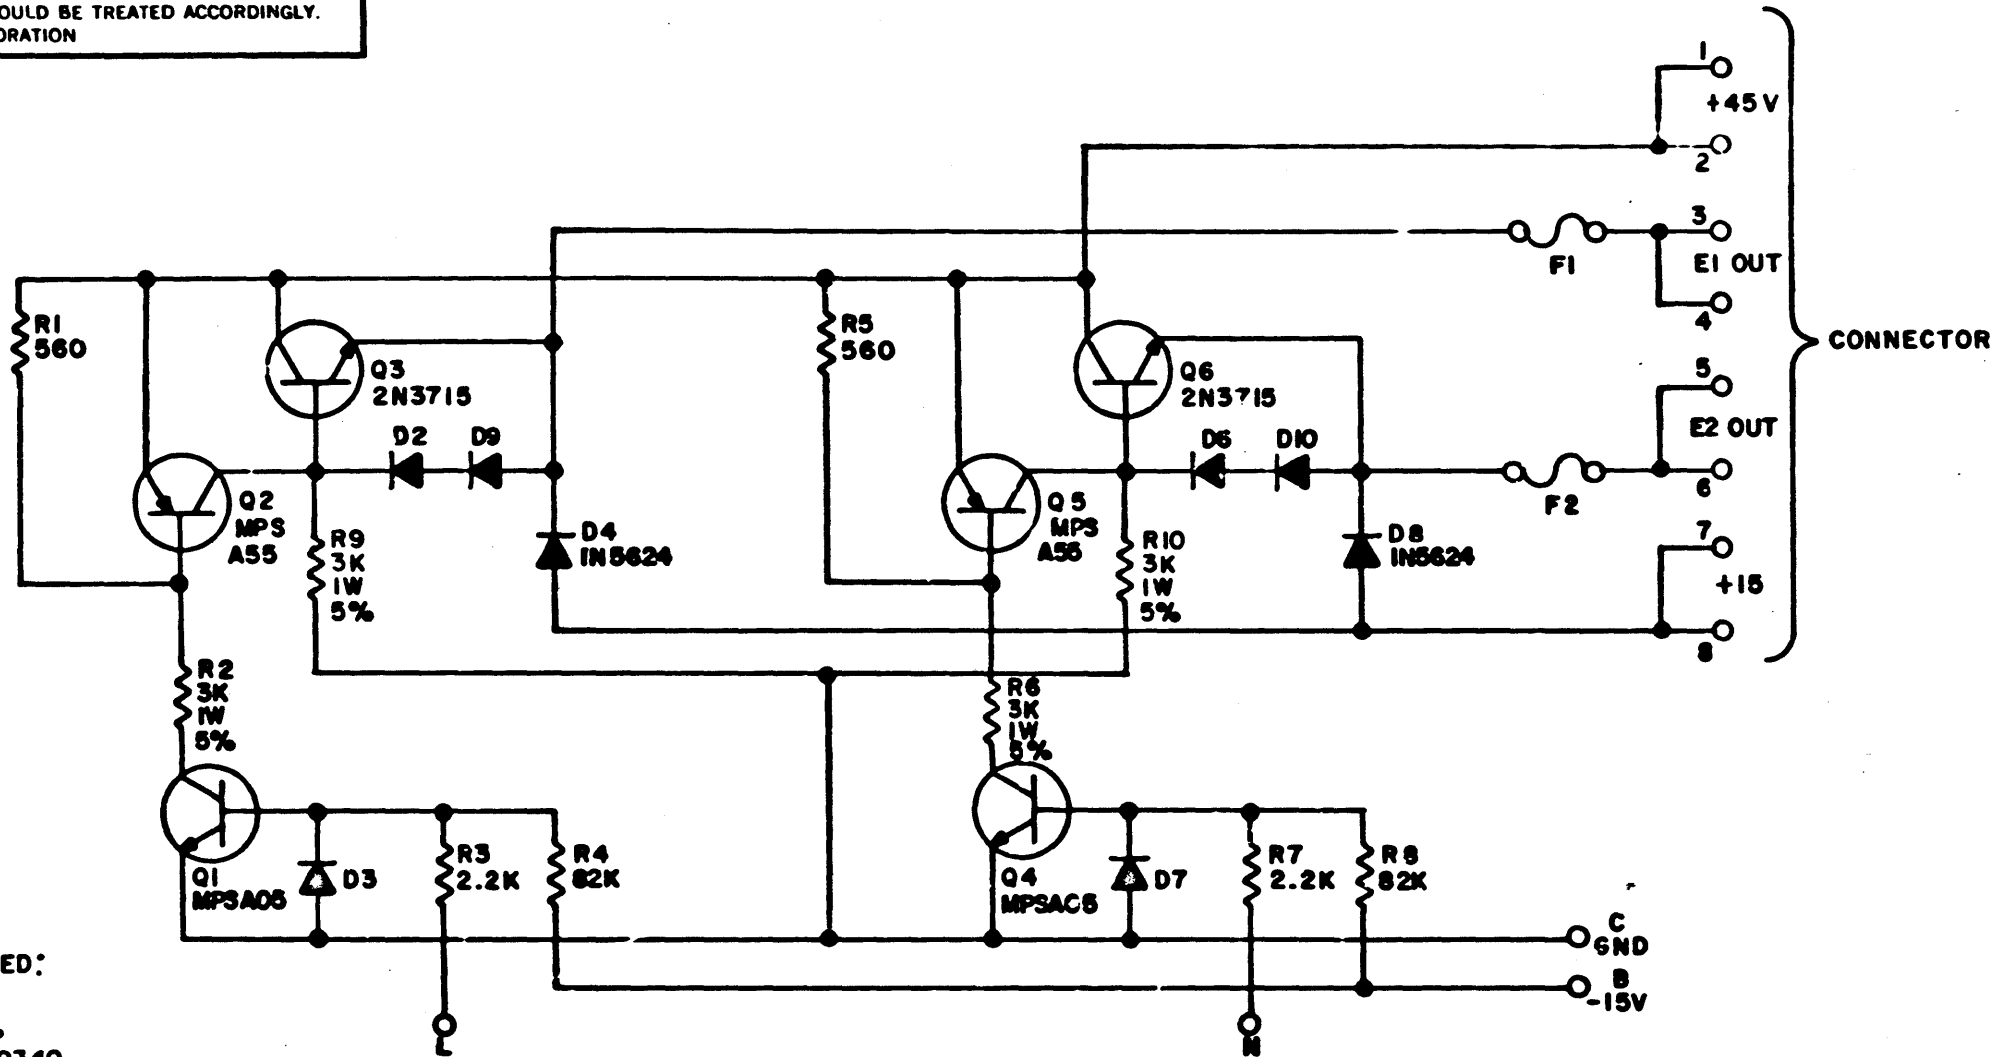 OULD BE TREATED ACCORDINGLY.
ORATION
1
+45V
2
3
F1
E1 OUT
4
CONNECTOR
R1
560
Q3
2N3715
R5
560
Q6
2N3715
5
E2 OUT
6
F2
D2
D9
D6
D10
Q2
MPS
A55
R9
3K
1W
5%
D4
IN5624
Q5
MPS
A55
R10
3K
1W
5%
D8
IN5624
7
+15
8
R2
3K
1W
5%
R6
3K
1W
5%
Q1
MPSA05
D3
R3
2.2K
R4
82K
Q4
MPSA05
D7
R7
2.2K
R8
82K
C
GND
B
-15V
ED:
L
N